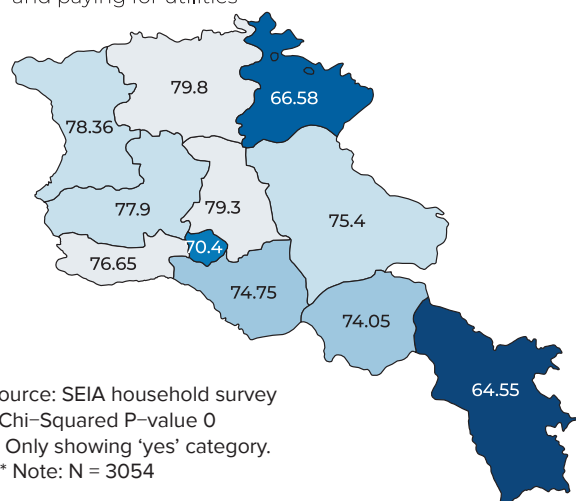 and paying for utilities
79.8
66.58
78.36
77.9
79.3
75.4
70.4
76.65
74.75
74.05
64.55
ource: SEIA household survey
Chi–Squared P–value 0
Only showing ‘yes’ category.
* Note: N = 3054